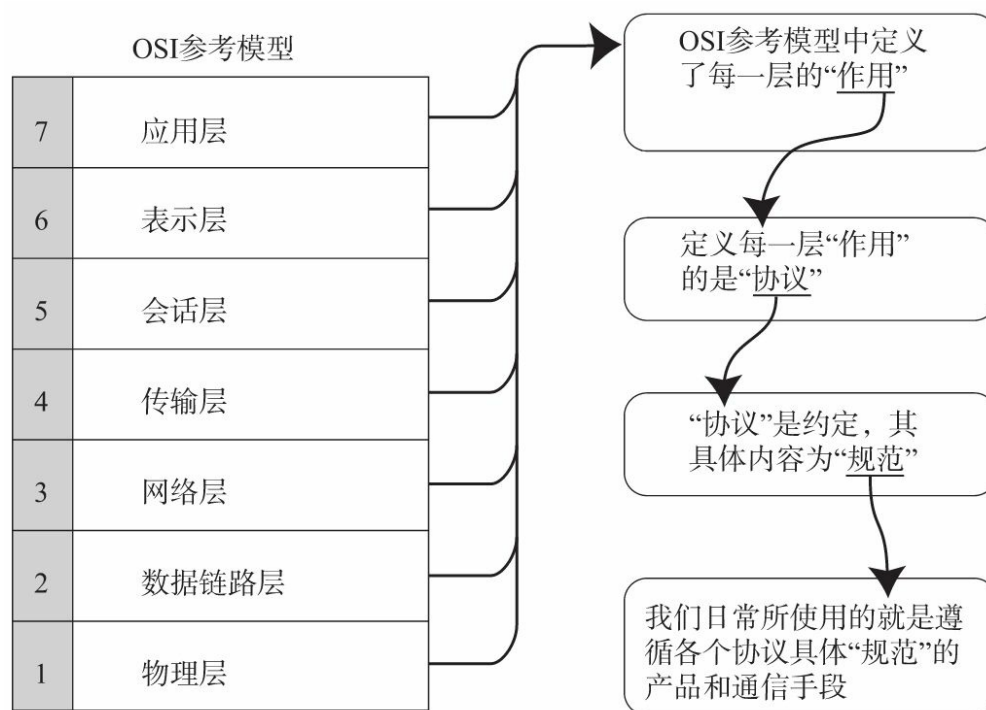 OSI参考模型
7 应用层
6 表示层
5 会话层
4 传输层
3 网络层
2 数据链路层
1 物理层
OSI参考模型中定义
了每一层的“作用”
定义每一层“作用”
的是“协议”
“协议”是约定，其
具体内容为“规范”
我们日常所使用的就是遵
循各个协议具体“规范”的
产品和通信手段